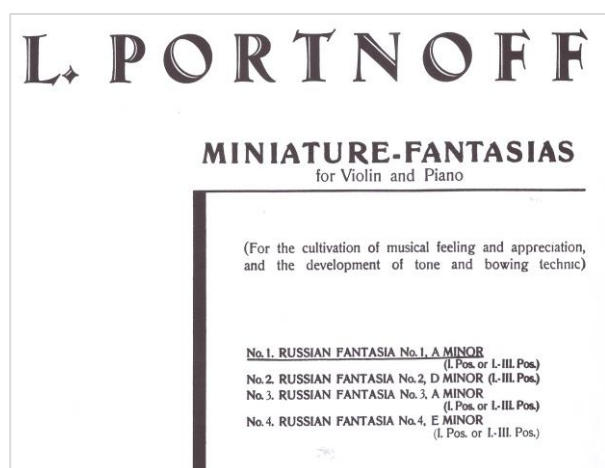 L. PORTNOFF
MINIATURE-FANTASIAS
for Violin and Piano
(For the cultivation of musical feeling and appreciation,
and the development of tone and bowing technic)
No.1. RUSSIAN FANTASIA No.1, A MINOR
(I. Pos. or I.-III. Pos.)
No.2. RUSSIAN FANTASIA No.2, D MINOR (I.-III. Pos.)
No.3. RUSSIAN FANTASIA No.3, A MINOR
(I. Pos. or I.-III. Pos.)
No.4. RUSSIAN FANTASIA No.4, E MINOR
(I. Pos. or I.-III. Pos.)